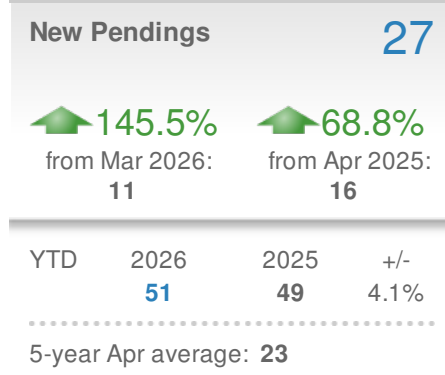 New Pendings 27
145.5% 68.8%
from Mar 2026: from Apr 2025:
11 16
YTD 2026 2025 +/-
51 49 4.1%
5-year Apr average: 23